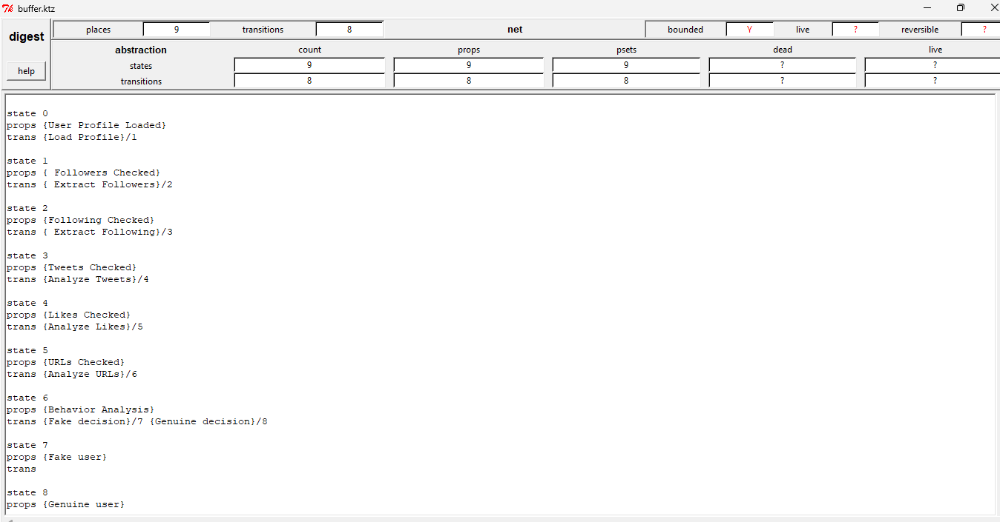 buffer.ktz
digest
help
places 9 transitions 8 net bounded Y live ? reversible ?
abstraction count props psets dead live
states 9 9 9 ? ?
transitions 8 8 8 ? ?
state 0
props {User Profile Loaded}
trans {Load Profile}/1
state 1
props { Followers Checked}
trans { Extract Followers}/2
state 2
props {Following Checked}
trans { Extract Following}/3
state 3
props {Tweets Checked}
trans {Analyze Tweets}/4
state 4
props {Likes Checked}
trans {Analyze Likes}/5
state 5
props {URLs Checked}
trans {Analyze URLs}/6
state 6
props {Behavior Analysis}
trans {Fake decision}/7 {Genuine decision}/8
state 7
props {Fake user}
trans
state 8
props {Genuine user}